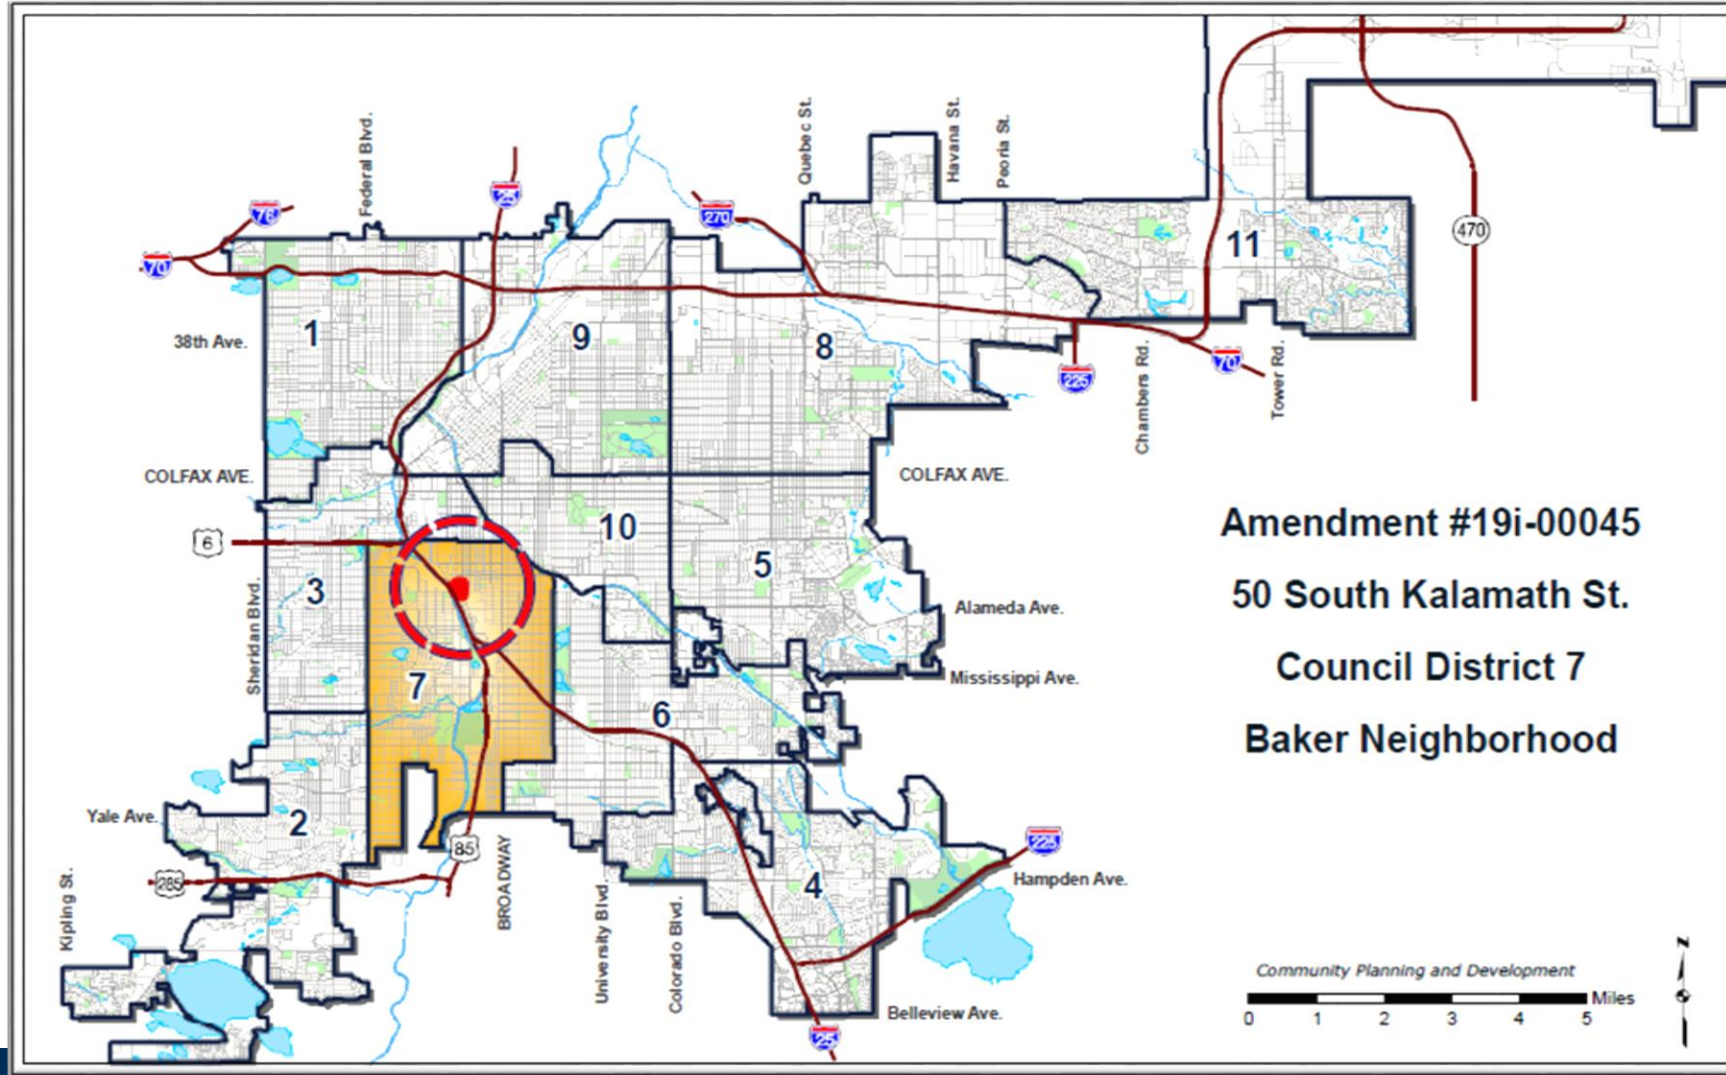 Federal Blvd.
Quebec St.
Havana St.
Peoria St.
76
25
270
70
470
11
1
9
8
38th Ave.
225
70
Chambers Rd.
Tower Rd.
COLFAX AVE.
COLFAX AVE.
6
10
5
3
Sheridan Blvd.
Alameda Ave.
Mississippi Ave.
7
6
Amendment #19i-00045
50 South Kalamath St.
Council District 7
Baker Neighborhood
Yale Ave.
2
85
BROADWAY
225
285
Kipling St.
University Blvd.
Colorado Blvd.
4
Hampden Ave.
Belleview Ave.
25
Community Planning and Development
Miles
0 1 2 3 4 5
N